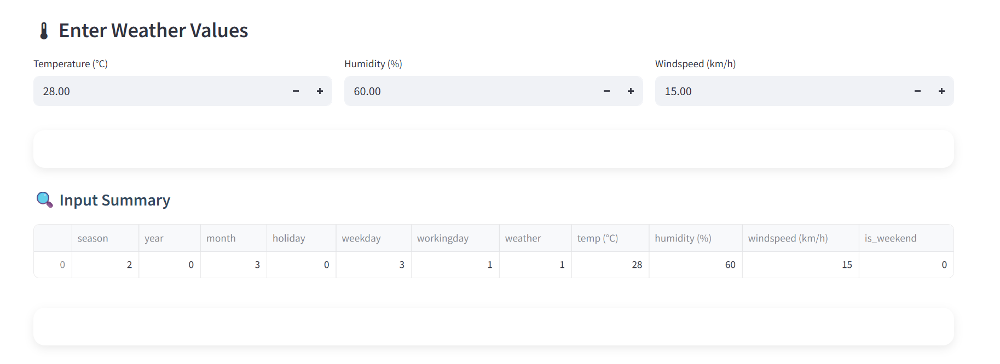 Enter Weather Values
Temperature (°C) Humidity (%) Windspeed (km/h)
28.00 − + 60.00 − + 15.00 − +
Input Summary
season year month holiday weekday workingday weather temp (°C) humidity (%) windspeed (km/h) is_weekend
0 2 0 3 0 3 1 1 28 60 15 0